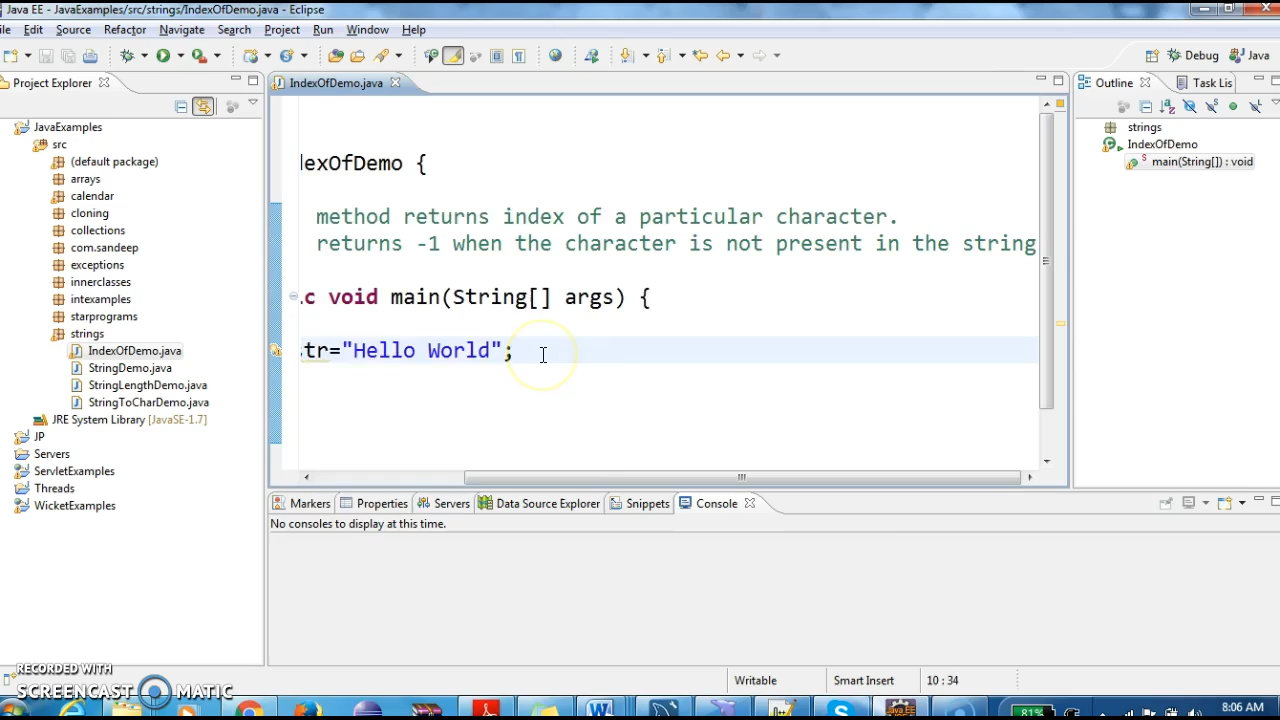 Java EE - JavaExamples/src/strings/IndexOfDemo.java - Eclipse
ile Edit Source Refactor Navigate Search Project Run Window Help
Debug Java
Project Explorer
IndexOfDemo.java
Outline Task Lis
JavaExamples
src
(default package)
arrays
calendar
cloning
collections
com.sandeep
exceptions
innerclasses
intexamples
starprograms
strings
IndexOfDemo.java
StringDemo.java
StringLengthDemo.java
StringToCharDemo.java
JRE System Library [JavaSE-1.7]
JP
Servers
ServletExamples
Threads
WicketExamples
dexOfDemo {
method returns index of a particular character.
returns -1 when the character is not present in the string
c void main(String[] args) {
str="Hello World";
strings
IndexOfDemo
main(String[]) : void
Markers Properties Servers Data Source Explorer Snippets Console
No consoles to display at this time.
Writable Smart Insert 10 : 34
RECORDED WITH
SCREENCAST MATIC
81% 8:06 AM